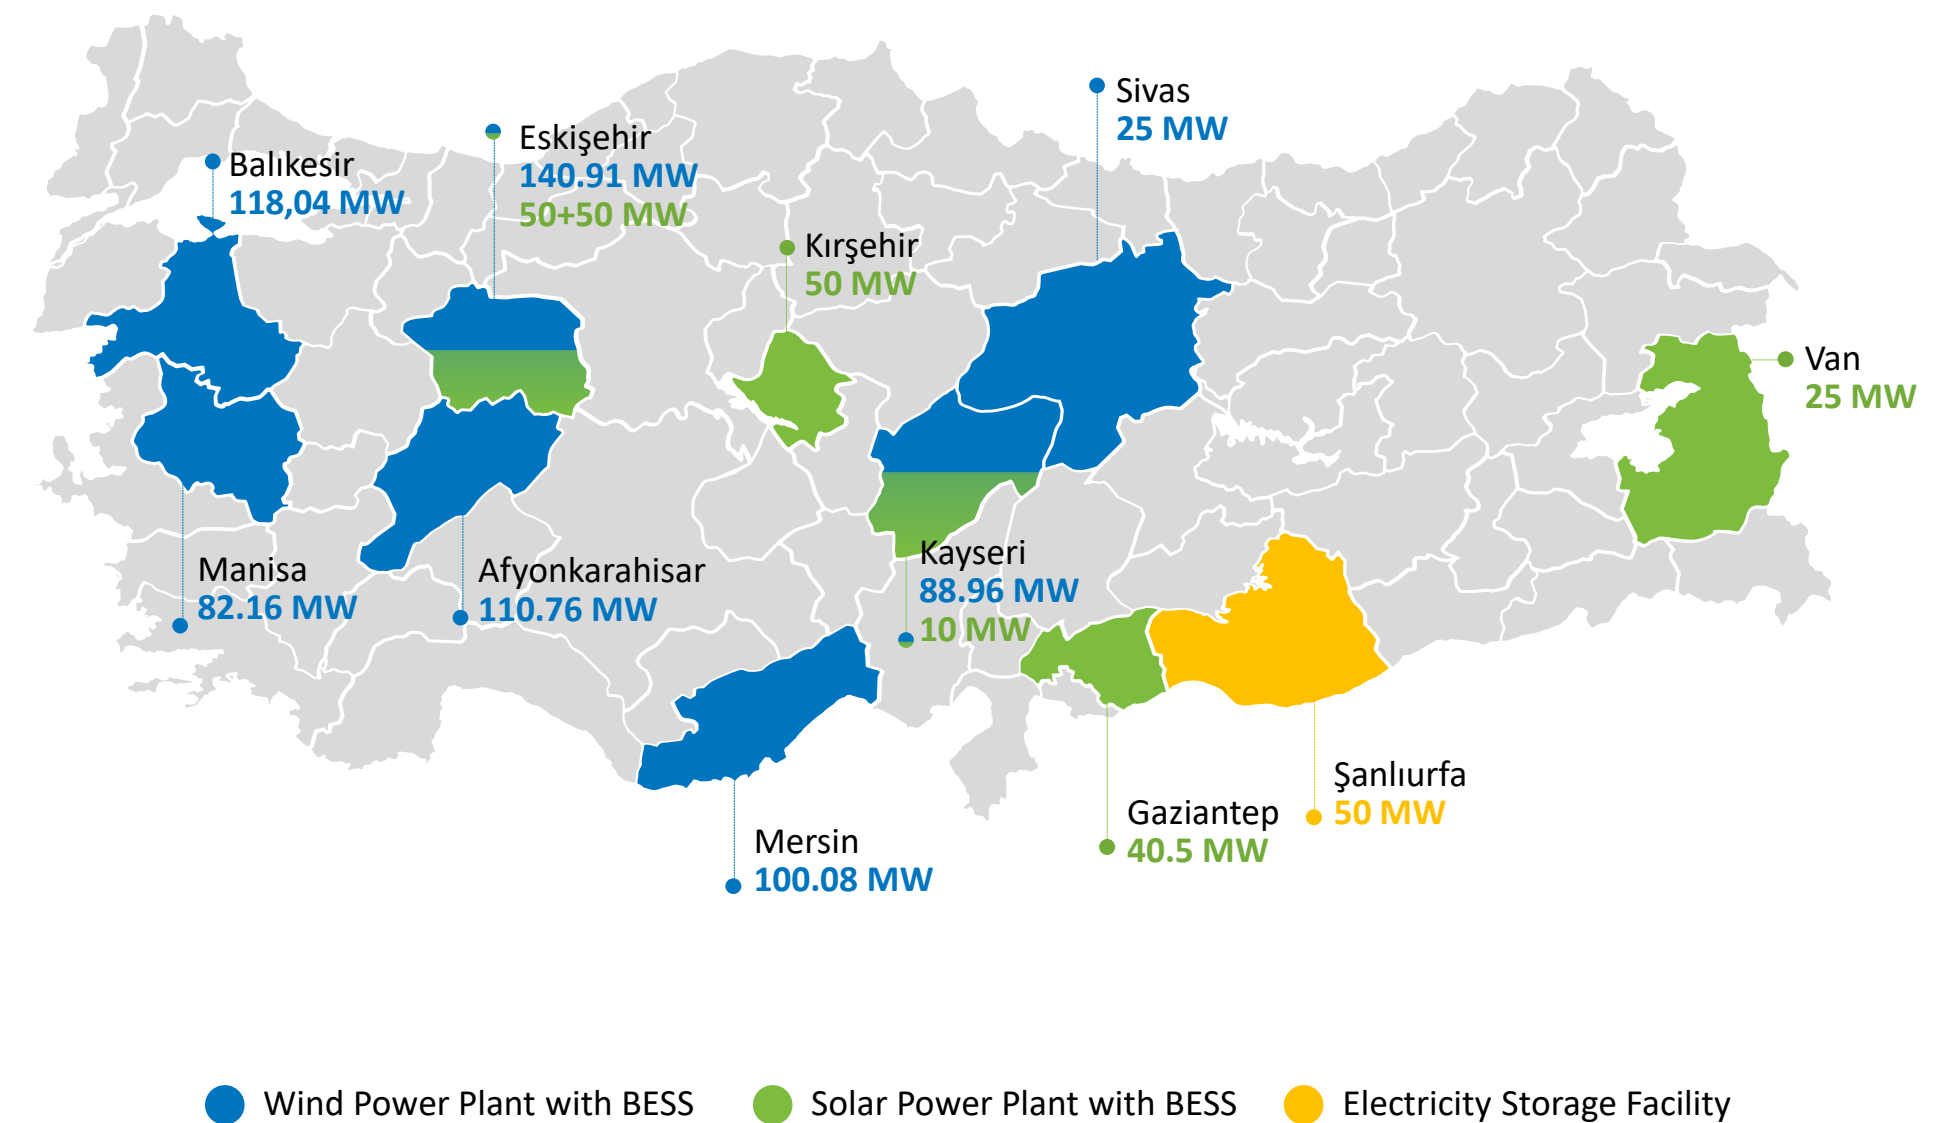 Sivas
25 MW
Eskişehir
140.91 MW
50+50 MW
Balıkesir
118,04 MW
Kırşehir
50 MW
Van
25 MW
Manisa
82.16 MW
Afyonkarahisar
110.76 MW
Kayseri
88.96 MW
10 MW
Şanlıurfa
50 MW
Gaziantep
40.5 MW
Mersin
100.08 MW
Wind Power Plant with BESS
Solar Power Plant with BESS
Electricity Storage Facility